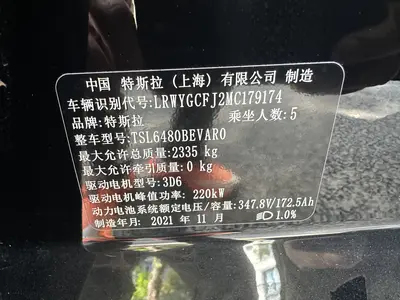 中国 特斯拉（上海）有限公司 制造
车辆识别代号:LRWYGCFJ2MC179174
品牌:特斯拉 乘坐人数:5
整车型号:TSL6480BEVAR0
最大允许总质量:2335 kg
最大允许牵引质量:0 kg
驱动电机型号:3D6
驱动电机峰值功率:220kW
动力电池系统额定电压/容量:347.8V/172.5Ah
制造年月: 2021 年 11 月 1.0%